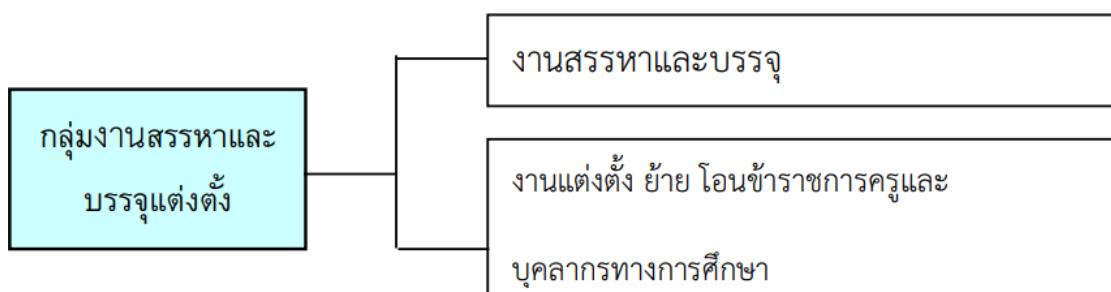 งานสรรหาและบรรจุ
กลุ่มงานสรรหาและ
บรรจุแต่งตั้ง
งานแต่งตั้ง ย้าย โอนข้าราชการครูและ
บุคลากรทางการศึกษา